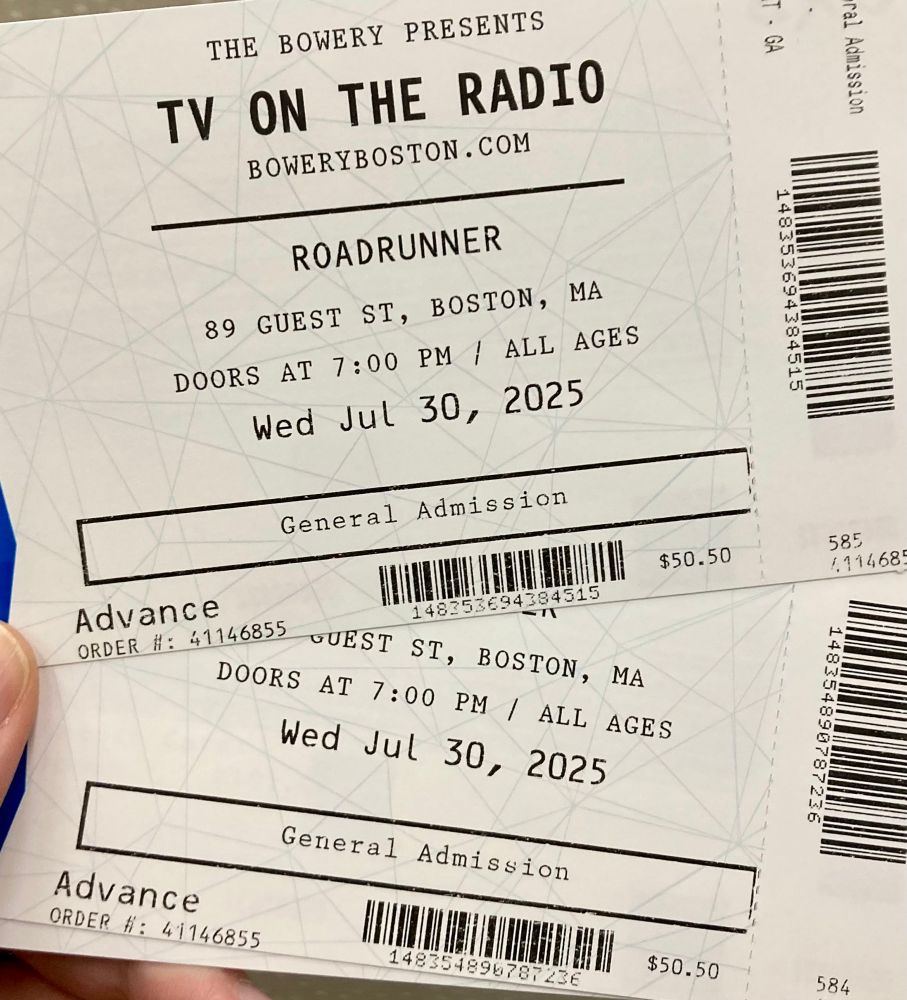 THE BOWERY PRESENTS
TV ON THE RADIO
BOWERYBOSTON.COM
ROADRUNNER
89 GUEST ST, BOSTON, MA
DOORS AT 7:00 PM / ALL AGES
Wed Jul 30, 2025
General Admission
Advance
ORDER #: 41146855
148353694384515
$50.50
GA
Admission
148353694384515
585
GUEST ST, BOSTON, MA
DOORS AT 7:00 PM / ALL AGES
Wed Jul 30, 2025
General Admission
Advance
ORDER #: 41146855
148354890787236
$50.50
148354890787236
584